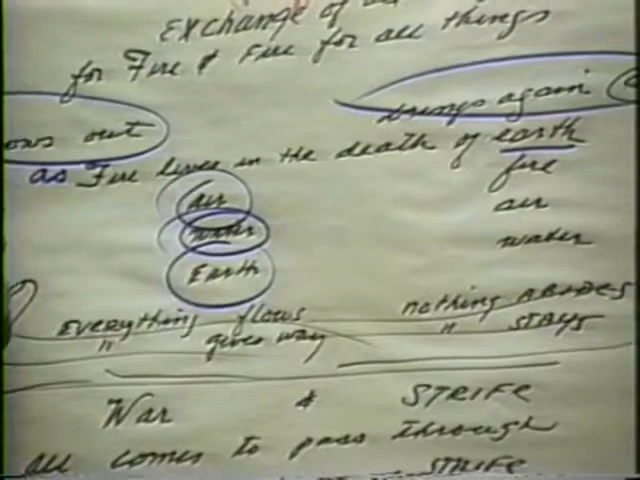 Exchange of all
for Fire & Fire for all things
brings again
ows out
as Fire lives in the death of earth
air fire
water air
Earth water
Everything flows nothing ABIDES
" gives way " STAYS
War & STRIFE
all comes to pass through
STRIFE